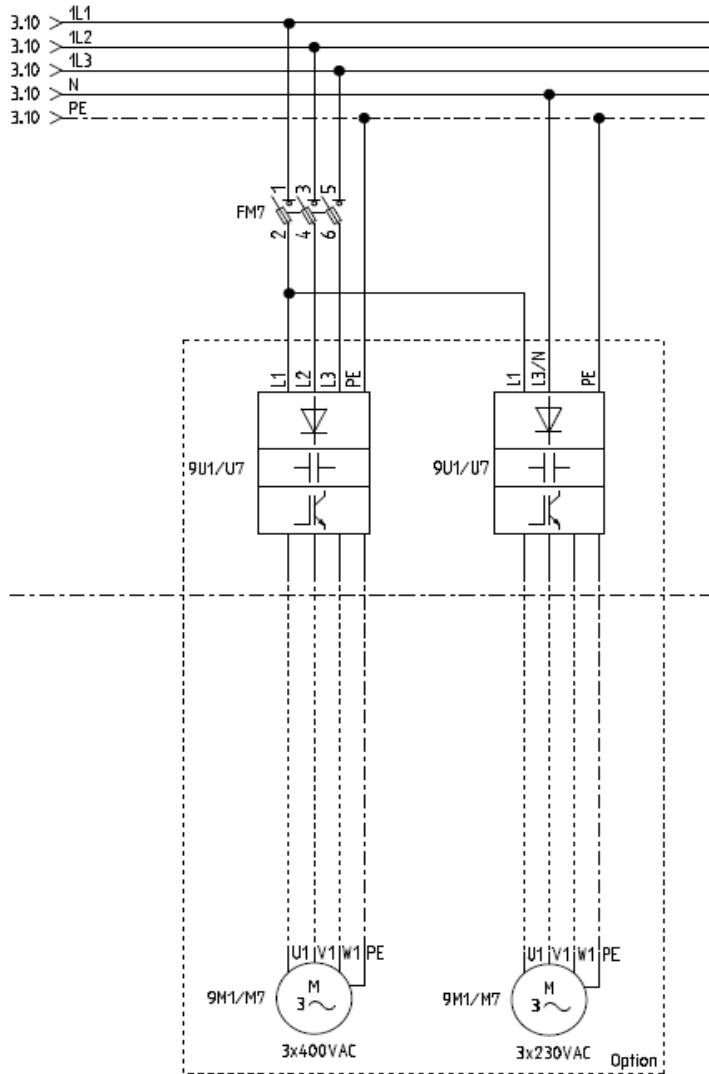 3.10 1L1
3.10 1L2
3.10 1L3
3.10 N
3.10 PE
1 3 5
FM7
2 4 6
L1 L2 L3 PE
L1 L3/N PE
9U1/U7
9U1/U7
U1 V1 W1 PE
U1 V1 W1 PE
M
3
9M1/M7
M
3
9M1/M7
3x400VAC
3x230VAC
Option